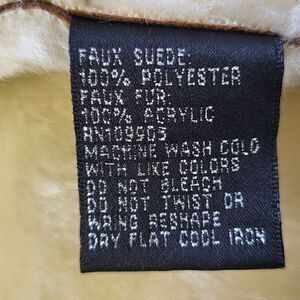 FAUX SUEDE:
100% POLYESTER
FAUX FUR:
100% ACRYLIC
RN109903
MACHINE WASH COLD
WITH LIKE COLORS
DO NOT BLEACH
DO NOT TWIST OR
WRING RESHAPE
DRY FLAT COOL IRON